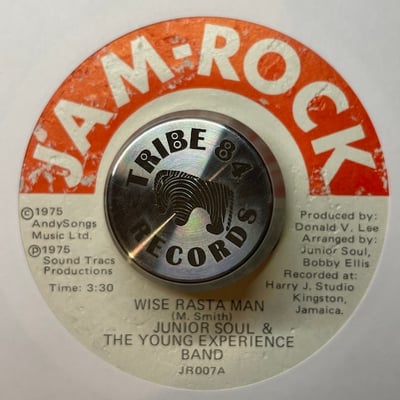 JAM-ROCK
TRIBE 84
RECORDS
©1975
AndySongs
Music Ltd.
℗1975
Sound Tracs
Productions
Time: 3:30
Produced by:
Donald V. Lee
Arranged by:
Junior Soul,
Bobby Ellis
Recorded at:
Harry J. Studio
Kingston,
Jamaica.
WISE RASTA MAN
(M. Smith)
JUNIOR SOUL &
THE YOUNG EXPERIENCE
BAND
JR007A